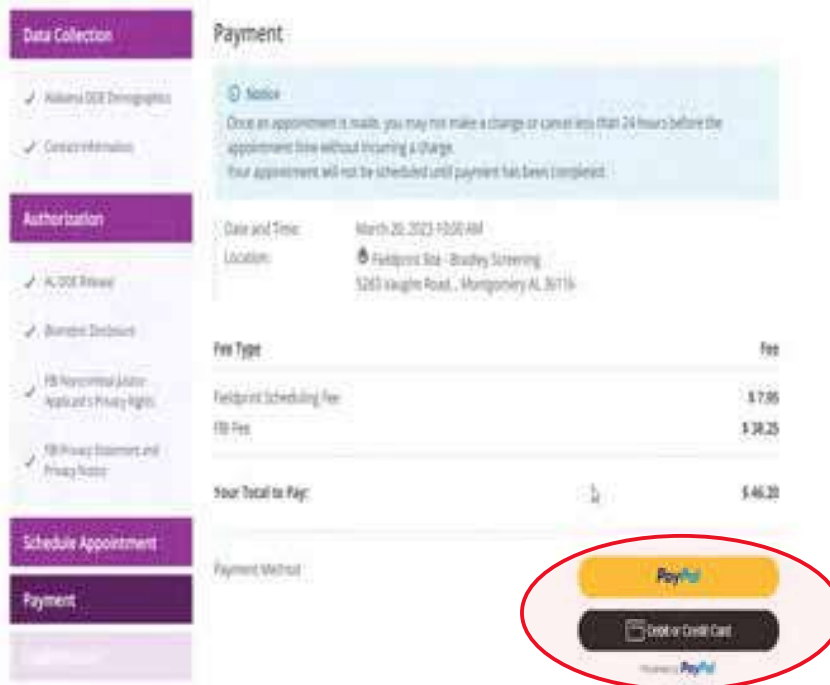 Data Collection
Alabama DOE Demographics
Contact Information
Authorization
AL DOE Release
Biometric Disclosure
FBI Noncriminal Justice
Applicant's Privacy Rights
FBI Privacy Statement and
Privacy Notice
Schedule Appointment
Payment
Payment
Notice
Once an appointment is made, you may not make a change or cancel less than 24 hours before the
appointment time without incurring a charge.
Your appointment will not be scheduled until payment has been completed.
Date and Time: March 20, 2023 10:00 AM
Location: Fieldprint Site - Bradley Screening
5283 Vaughn Road, , Montgomery AL 36116
Fee Type Fee
Fieldprint Scheduling Fee $ 7.95
FBI Fee $ 38.25
Your Total to Pay: $ 46.20
Payment Method
PayPal
Debit or Credit Card
Powered by PayPal